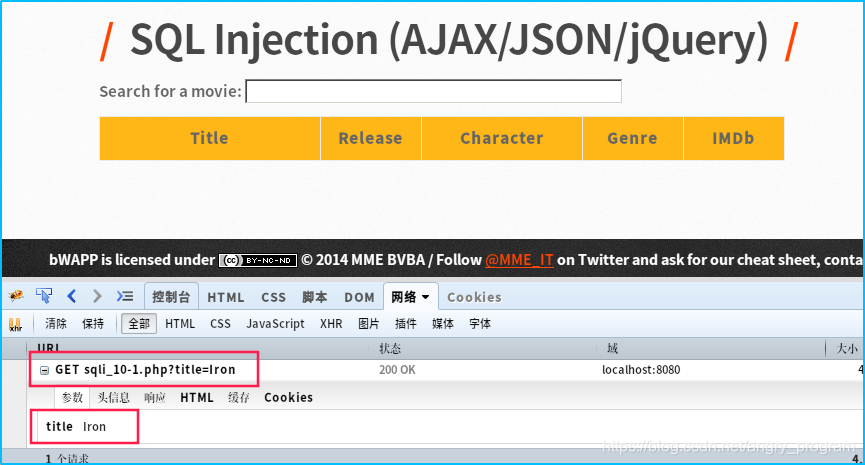 / SQL Injection (AJAX/JSON/jQuery) /
Search for a movie:
Title Release Character Genre IMDb
bWAPP is licensed under (cc) BY-NC-ND © 2014 MME BVBA / Follow @MME_IT on Twitter and ask for our cheat sheet, conta
控制台 HTML CSS 脚本 DOM 网络 Cookies
xhr 清除 保持 全部 HTML CSS JavaScript XHR 图片 插件 媒体 字体
URL 状态 域 大小
GET sqli_10-1.php?title=Iron 200 OK localhost:8080 4
参数 头信息 响应 HTML 缓存 Cookies
title Iron
https://blog.csdn.net/angry_program
1 个请求 4.